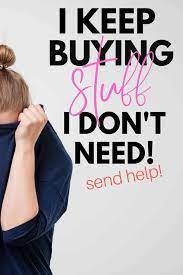 I KEEP
BUYING
stuff
I DON'T
NEED!
send help!